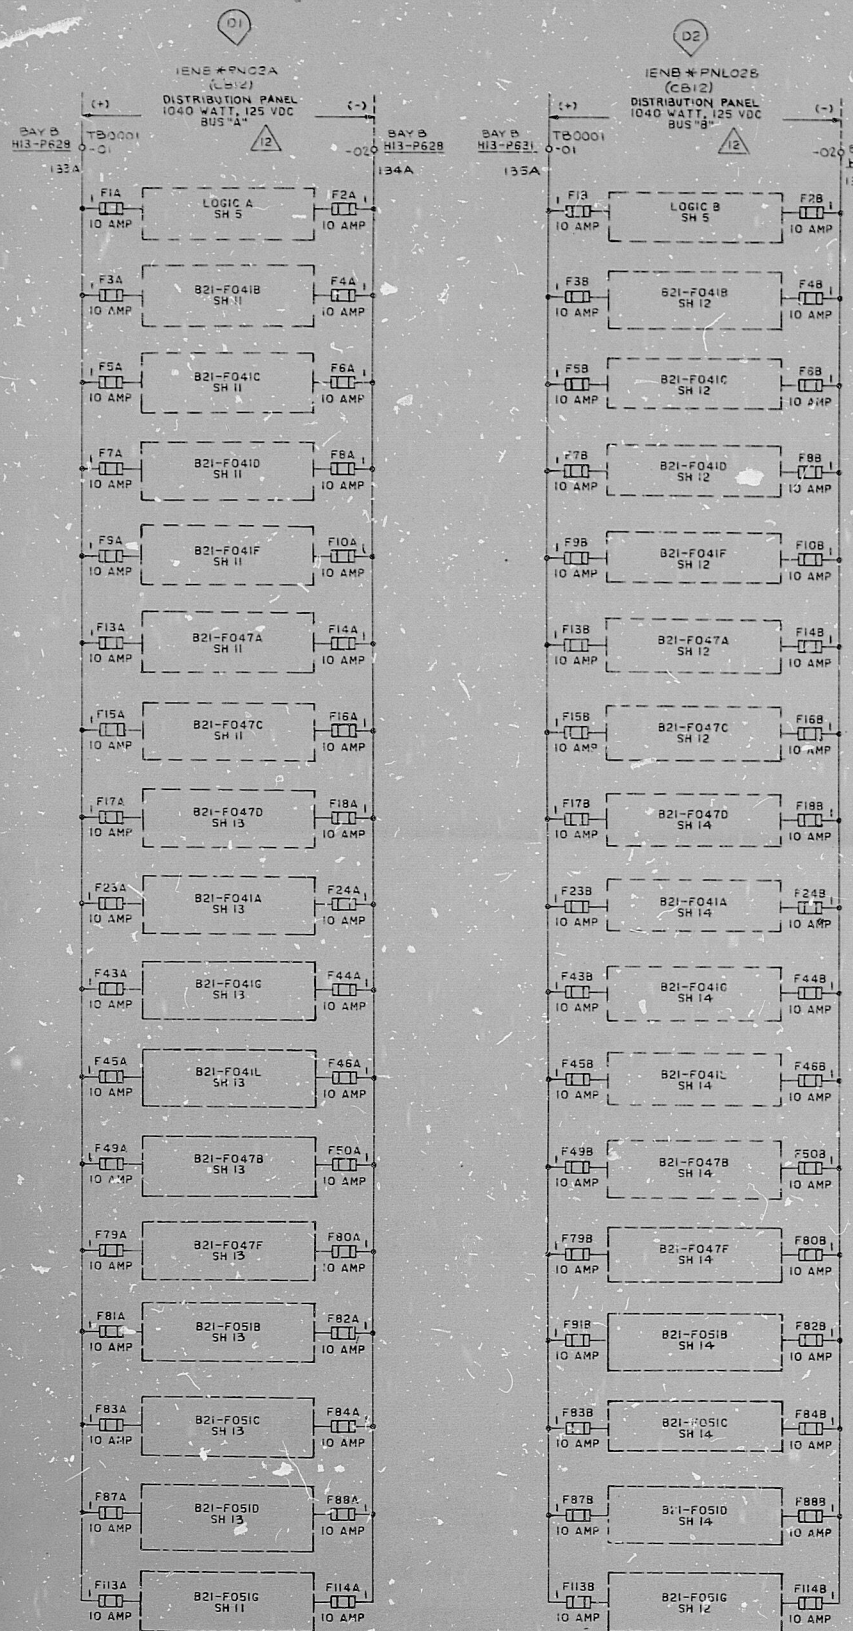 D1
1ENB*PNL02A
(CB12)
DISTRIBUTION PANEL
1040 WATT, 125 VDC
BUS "A"
12
(+)
(-)
BAY B
H13-P628
TB0001
-01
133A
-02
BAY B
H13-P628
134A
F1A
10 AMP
LOGIC A
SH 5
F2A
10 AMP
F3A
10 AMP
B21-F041B
SH 11
F4A
10 AMP
F5A
10 AMP
B21-F041C
SH 11
F6A
10 AMP
F7A
10 AMP
B21-F041D
SH 11
F8A
10 AMP
F9A
10 AMP
B21-F041F
SH 11
F10A
10 AMP
F13A
10 AMP
B21-F047A
SH 11
F14A
10 AMP
F15A
10 AMP
B21-F047C
SH 11
F16A
10 AMP
F17A
10 AMP
B21-F047D
SH 13
F18A
10 AMP
F23A
10 AMP
B21-F041A
SH 13
F24A
10 AMP
F43A
10 AMP
B21-F041G
SH 13
F44A
10 AMP
F45A
10 AMP
B21-F041L
SH 13
F46A
10 AMP
F49A
10 AMP
B21-F047B
SH 13
F50A
10 AMP
F79A
10 AMP
B21-F047F
SH 13
F80A
10 AMP
F81A
10 AMP
B21-F051B
SH 13
F82A
10 AMP
F83A
10 AMP
B21-F051C
SH 13
F84A
10 AMP
F87A
10 AMP
B21-F051D
SH 13
F88A
10 AMP
F113A
10 AMP
B21-F051G
SH 11
F114A
10 AMP
D2
1ENB*PNL02B
(CB12)
DISTRIBUTION PANEL
1040 WATT, 125 VDC
BUS "B"
12
(+)
(-)
BAY B
H13-P631
TB0001
-01
135A
-02
F1B
10 AMP
LOGIC B
SH 5
F2B
10 AMP
F3B
10 AMP
B21-F041B
SH 12
F4B
10 AMP
F5B
10 AMP
B21-F041C
SH 12
F6B
10 AMP
F7B
10 AMP
B21-F041D
SH 12
F8B
10 AMP
F9B
10 AMP
B21-F041F
SH 12
F10B
10 AMP
F13B
10 AMP
B21-F047A
SH 12
F14B
10 AMP
F15B
10 AMP
B21-F047C
SH 12
F16B
10 AMP
F17B
10 AMP
B21-F047D
SH 14
F18B
10 AMP
F23B
10 AMP
B21-F041A
SH 14
F24B
10 AMP
F43B
10 AMP
B21-F041G
SH 14
F44B
10 AMP
F45B
10 AMP
B21-F041L
SH 14
F46B
10 AMP
F49B
10 AMP
B21-F047B
SH 14
F50B
10 AMP
F79B
10 AMP
B21-F047F
SH 14
F80B
10 AMP
F91B
10 AMP
B21-F051B
SH 14
F82B
10 AMP
F83B
10 AMP
B21-F051C
SH 14
F84B
10 AMP
F87B
10 AMP
B21-F051D
SH 14
F88B
10 AMP
F113B
10 AMP
B21-F051G
SH 12
F114B
10 AMP